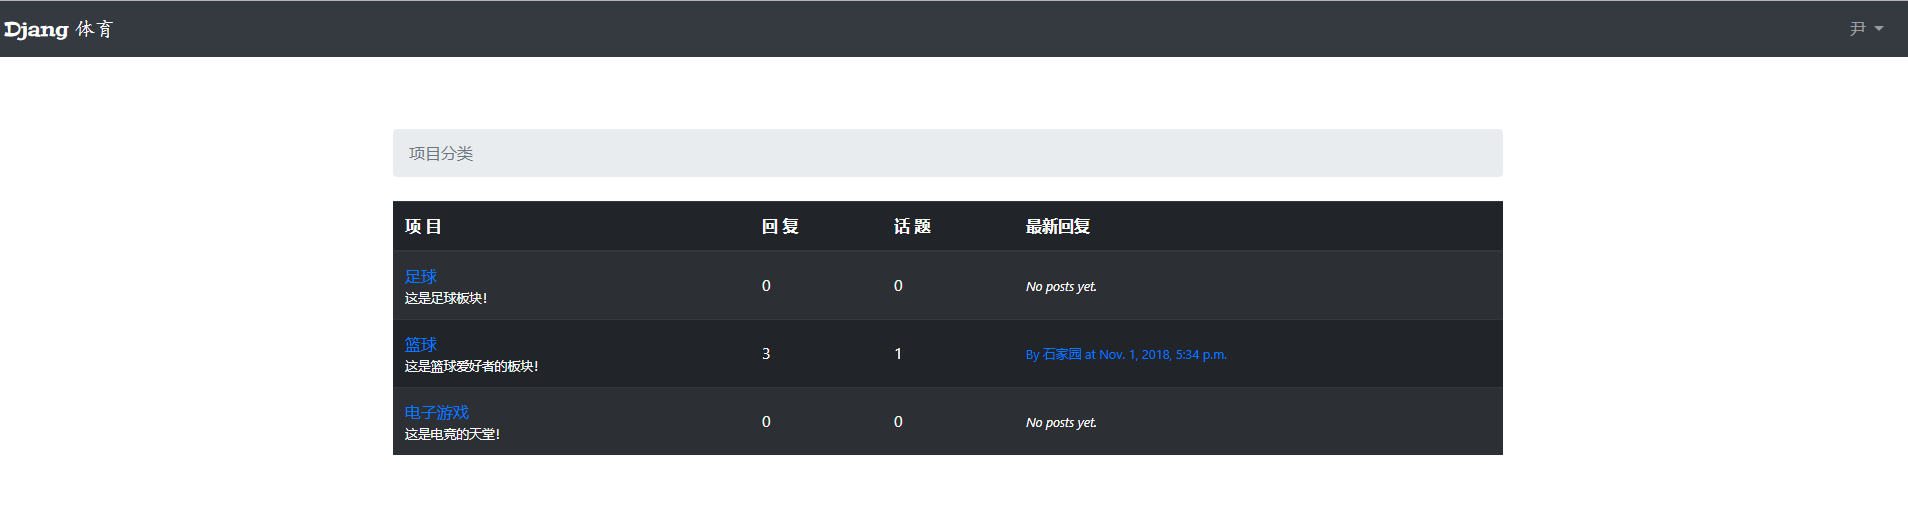 Djang 体育
尹
项目分类
项 目 回 复 话 题 最新回复
足球
这是足球板块!
0 0 No posts yet.
篮球
这是篮球爱好者的板块!
3 1 By 石家园 at Nov. 1, 2018, 5:34 p.m.
电子游戏
这是电竞的天堂!
0 0 No posts yet.